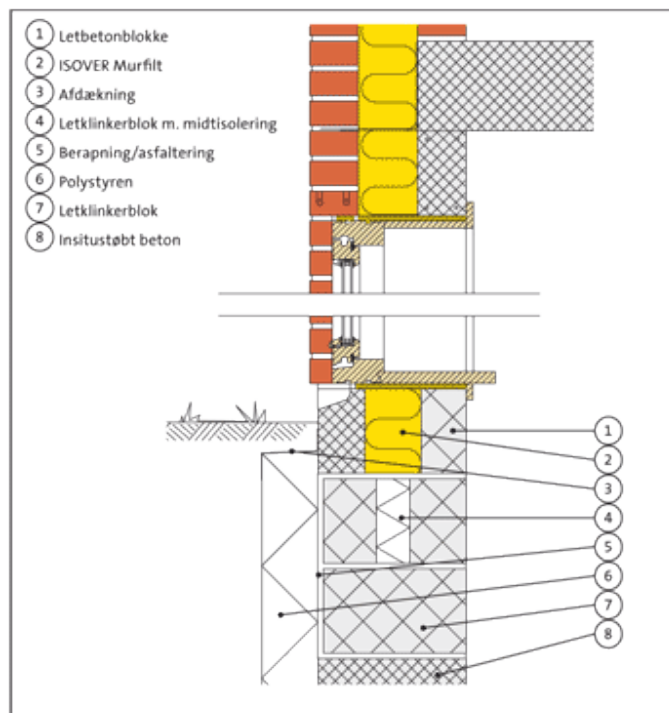 1 Letbetonblokke
2 ISOVER Murfilt
3 Afdækning
4 Letklinkerblok m. midtisolering
5 Berapning/asfaltering
6 Polystyren
7 Letklinkerblok
8 Insitustøbt beton
1
2
3
4
5
6
7
8